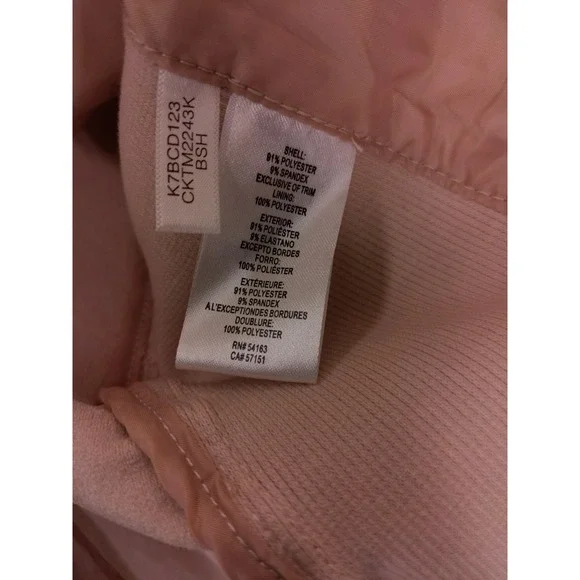 K7BCD123
CKTM2243K
BSH
SHELL:
91% POLYESTER
9% SPANDEX
EXCLUSIVE OF TRIM
LINING:
100% POLYESTER
EXTERIOR:
91% POLIÉSTER
9% ELASTANO
EXCEPTO BORDES
FORRO:
100% POLIÉSTER
EXTÉRIEURE:
91% POLYESTER
9% SPANDEX
A L'EXCEPTIONDES BORDURES
DOUBLURE:
100% POLYESTER
RN# 54163
CA# 57151